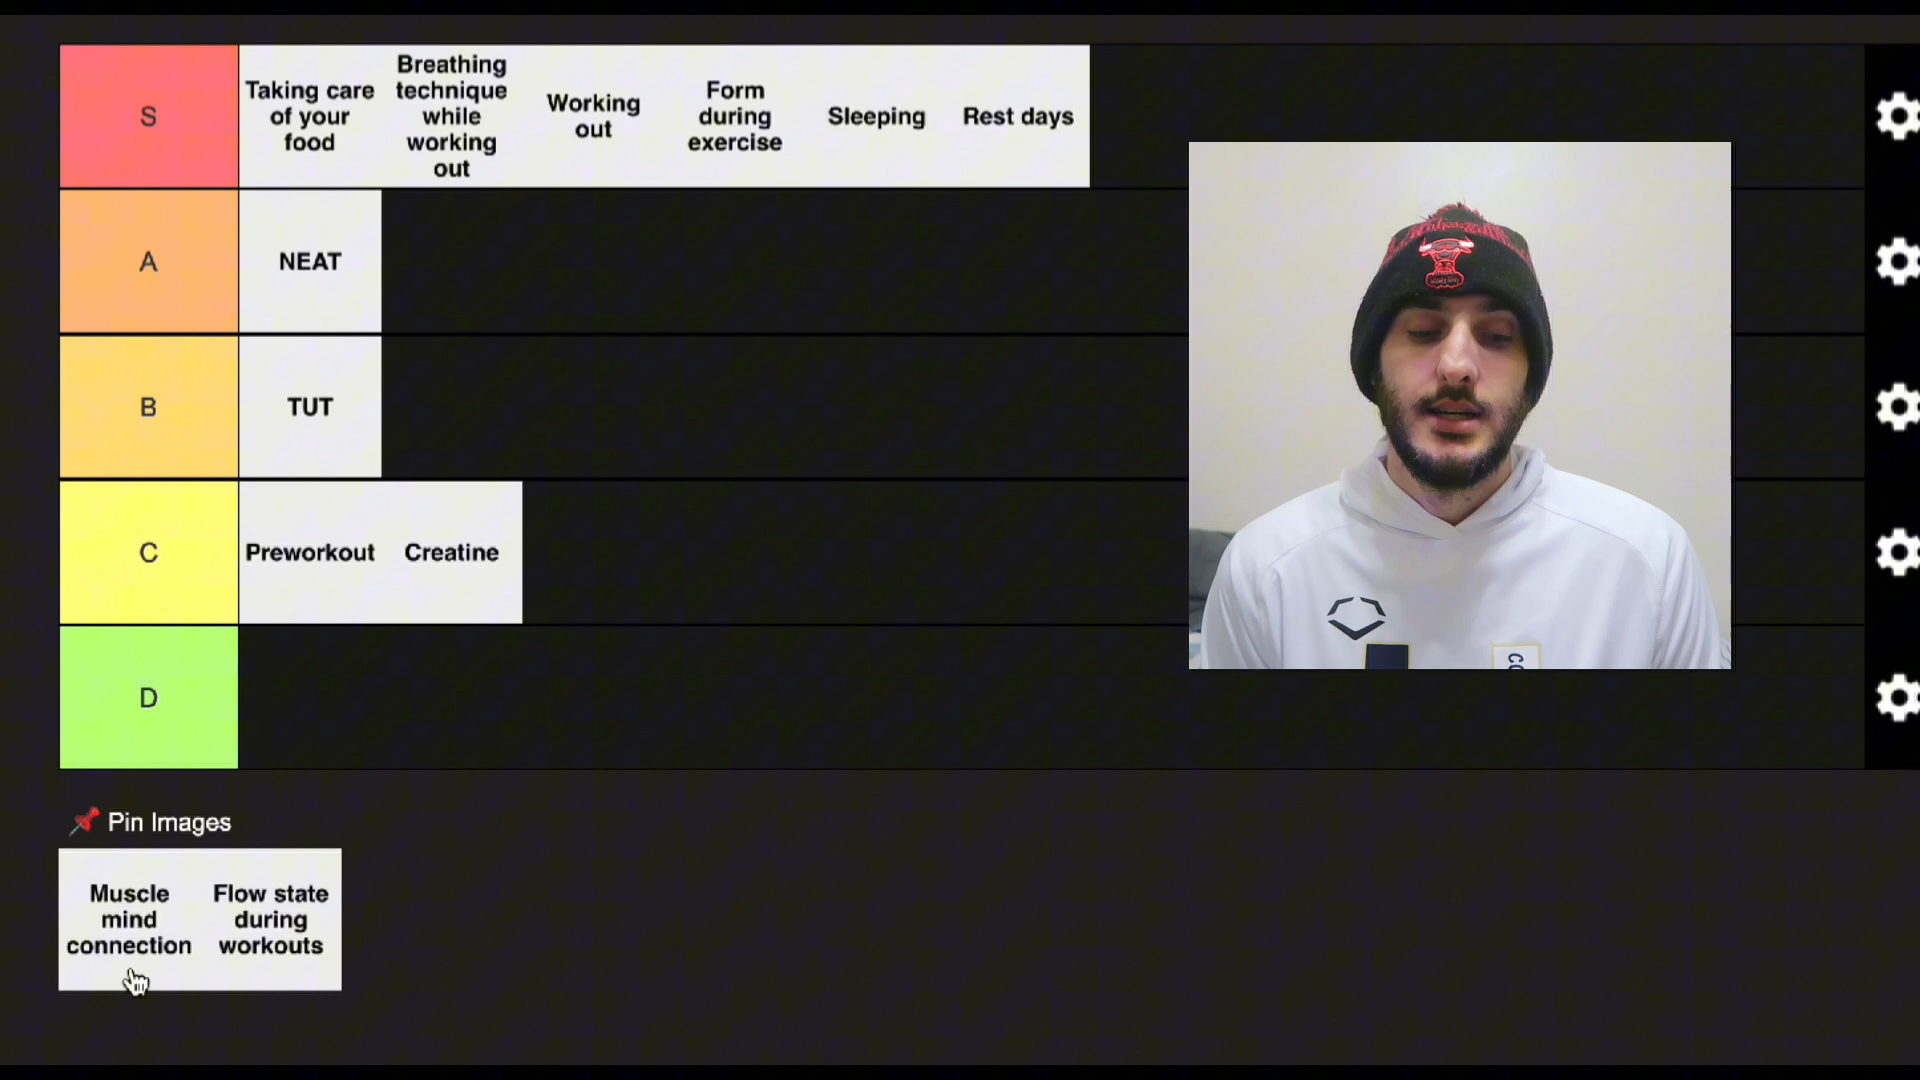 S
Taking care
of your
food
Breathing
technique
while
working
out
Working
out
Form
during
exercise
Sleeping
Rest days
A
NEAT
B
TUT
C
Preworkout
Creatine
D
Pin Images
Muscle
mind
connection
Flow state
during
workouts